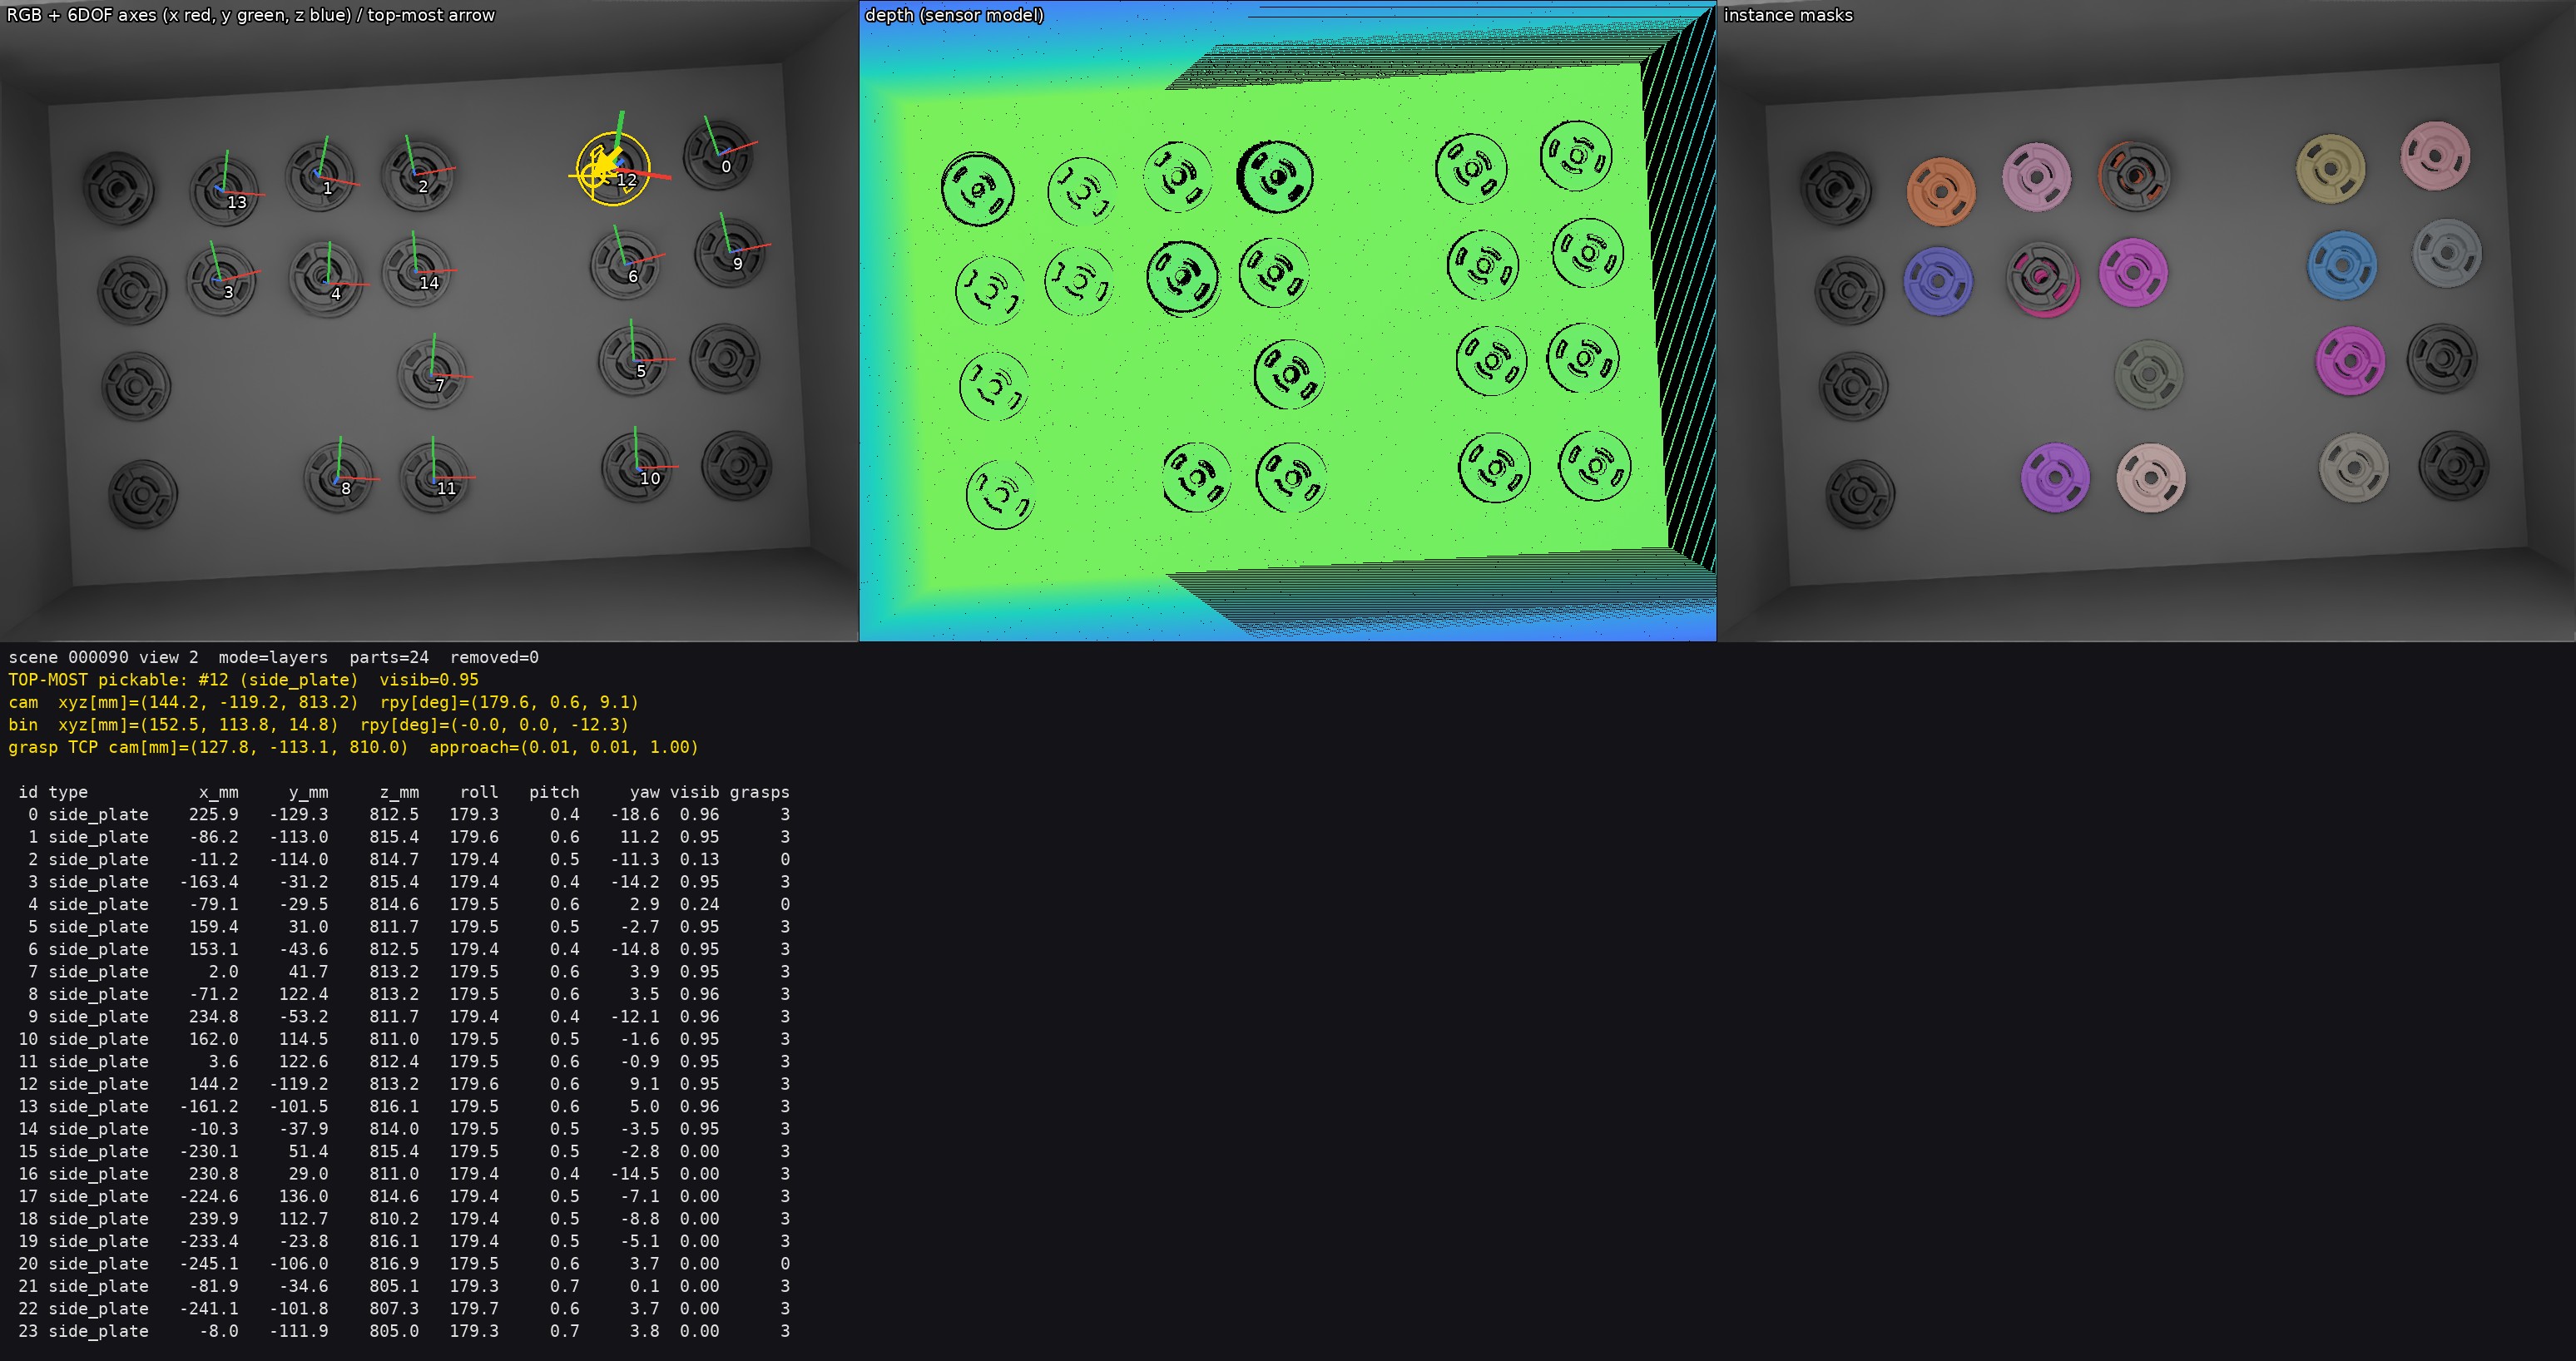 RGB + 6DOF axes (x red, y green, z blue) / top-most arrow
depth (sensor model)
instance masks
0
1
2
12
13
3
4
14
6
9
7
5
8
11
10
scene 000090 view 2  mode=layers  parts=24  removed=0
TOP-MOST pickable: #12 (side_plate)  visib=0.95
cam  xyz[mm]=(144.2, -119.2, 813.2)  rpy[deg]=(179.6, 0.6, 9.1)
bin  xyz[mm]=(152.5, 113.8, 14.8)  rpy[deg]=(-0.0, 0.0, -12.3)
grasp TCP cam[mm]=(127.8, -113.1, 810.0)  approach=(0.01, 0.01, 1.00)
id type x_mm y_mm z_mm roll pitch yaw visib grasps
0 side_plate 225.9 -129.3 812.5 179.3 0.4 -18.6 0.96 3
1 side_plate -86.2 -113.0 815.4 179.6 0.6 11.2 0.95 3
2 side_plate -11.2 -114.0 814.7 179.4 0.5 -11.3 0.13 0
3 side_plate -163.4 -31.2 815.4 179.4 0.4 -14.2 0.95 3
4 side_plate -79.1 -29.5 814.6 179.5 0.6 2.9 0.24 0
5 side_plate 159.4 31.0 811.7 179.5 0.5 -2.7 0.95 3
6 side_plate 153.1 -43.6 812.5 179.4 0.4 -14.8 0.95 3
7 side_plate 2.0 41.7 813.2 179.5 0.6 3.9 0.95 3
8 side_plate -71.2 122.4 813.2 179.5 0.6 3.5 0.96 3
9 side_plate 234.8 -53.2 811.7 179.4 0.4 -12.1 0.96 3
10 side_plate 162.0 114.5 811.0 179.5 0.5 -1.6 0.95 3
11 side_plate 3.6 122.6 812.4 179.5 0.6 -0.9 0.95 3
12 side_plate 144.2 -119.2 813.2 179.6 0.6 9.1 0.95 3
13 side_plate -161.2 -101.5 816.1 179.5 0.6 5.0 0.96 3
14 side_plate -10.3 -37.9 814.0 179.5 0.5 -3.5 0.95 3
15 side_plate -230.1 51.4 815.4 179.5 0.5 -2.8 0.00 3
16 side_plate 230.8 29.0 811.0 179.4 0.4 -14.5 0.00 3
17 side_plate -224.6 136.0 814.6 179.4 0.5 -7.1 0.00 3
18 side_plate 239.9 112.7 810.2 179.4 0.5 -8.8 0.00 3
19 side_plate -233.4 -23.8 816.1 179.4 0.5 -5.1 0.00 3
20 side_plate -245.1 -106.0 816.9 179.5 0.6 3.7 0.00 0
21 side_plate -81.9 -34.6 805.1 179.3 0.7 0.1 0.00 3
22 side_plate -241.1 -101.8 807.3 179.7 0.6 3.7 0.00 3
23 side_plate -8.0 -111.9 805.0 179.3 0.7 3.8 0.00 3